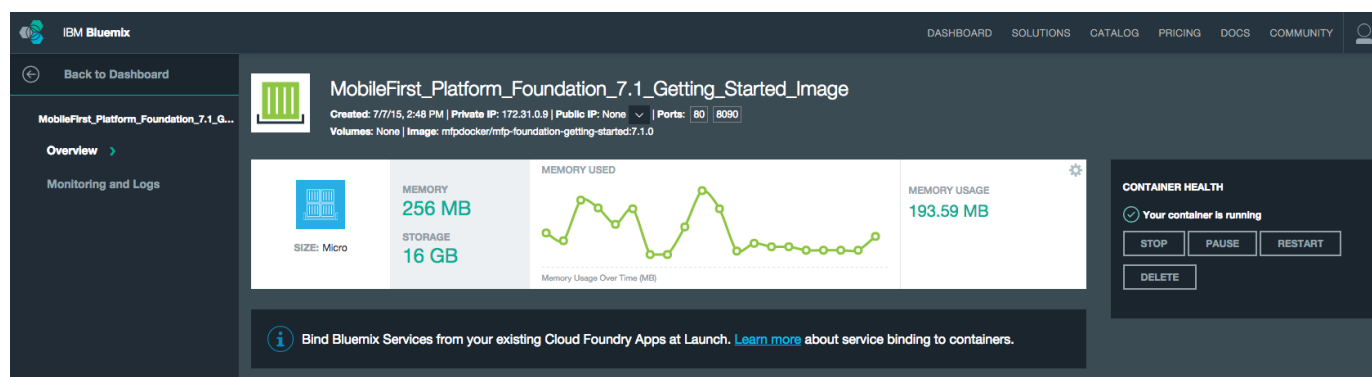 IBM Bluemix
DASHBOARD SOLUTIONS CATALOG PRICING DOCS COMMUNITY
Back to Dashboard
MobileFirst_Platform_Foundation_7.1_G...
Overview
Monitoring and Logs
MobileFirst_Platform_Foundation_7.1_Getting_Started_Image
Created: 7/7/15, 2:48 PM | Private IP: 172.31.0.9 | Public IP: None | Ports: 80 8090
Volumes: None | Image: mfpdocker/mfp-foundation-getting-started:7.1.0
SIZE: Micro
MEMORY
256 MB
STORAGE
16 GB
MEMORY USED
Memory Usage Over Time (MB)
MEMORY USAGE
193.59 MB
CONTAINER HEALTH
Your container is running
STOP PAUSE RESTART
DELETE
Bind Bluemix Services from your existing Cloud Foundry Apps at Launch. Learn more about service binding to containers.